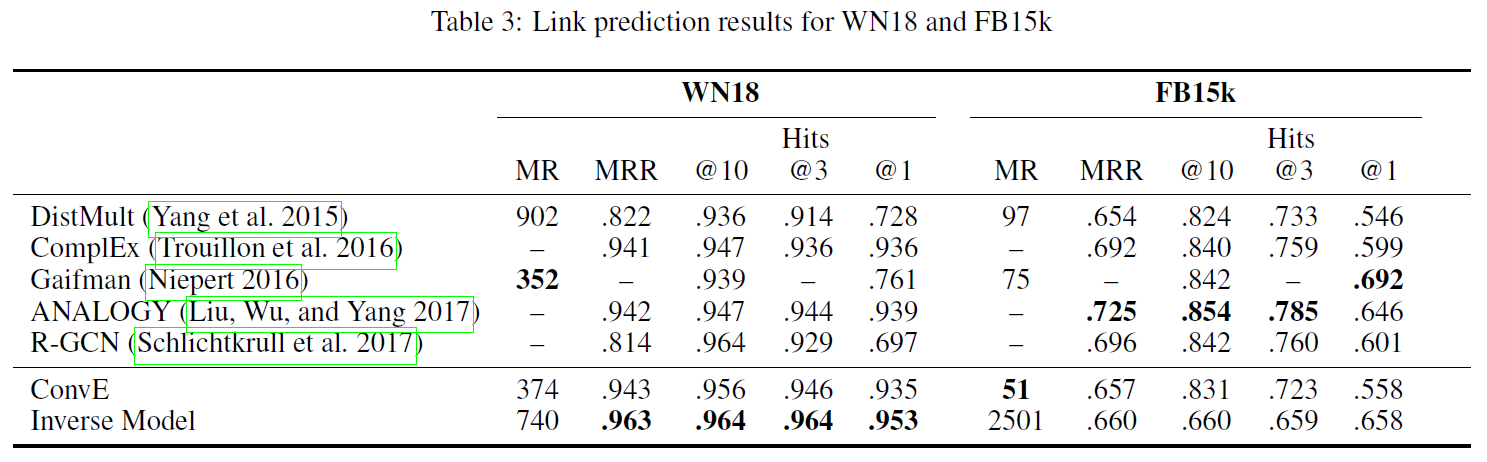 Table 3: Link prediction results for WN18 and FB15k
WN18 FB15k
Hits Hits
MR MRR @10 @3 @1 MR MRR @10 @3 @1
DistMult (Yang et al. 2015) 902 .822 .936 .914 .728 97 .654 .824 .733 .546
ComplEx (Trouillon et al. 2016) – .941 .947 .936 .936 – .692 .840 .759 .599
Gaifman (Niepert 2016) 352 – .939 – .761 75 – .842 – .692
ANALOGY (Liu, Wu, and Yang 2017) – .942 .947 .944 .939 – .725 .854 .785 .646
R-GCN (Schlichtkrull et al. 2017) – .814 .964 .929 .697 – .696 .842 .760 .601
ConvE 374 .943 .956 .946 .935 51 .657 .831 .723 .558
Inverse Model 740 .963 .964 .964 .953 2501 .660 .660 .659 .658